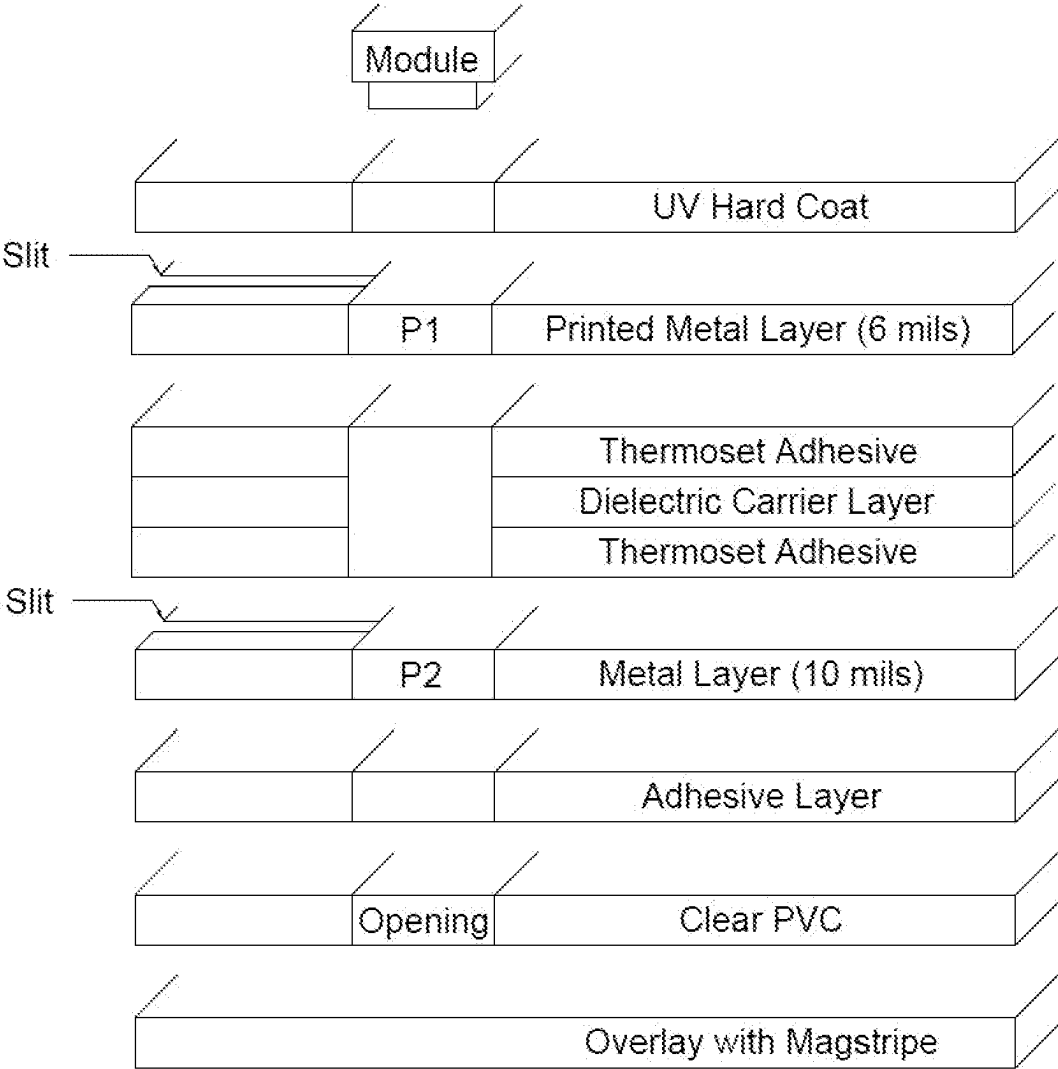 Module
UV Hard Coat
Slit
P1 Printed Metal Layer (6 mils)
Thermoset Adhesive
Dielectric Carrier Layer
Thermoset Adhesive
Slit
P2 Metal Layer (10 mils)
Adhesive Layer
Opening Clear PVC
Overlay with Magstripe